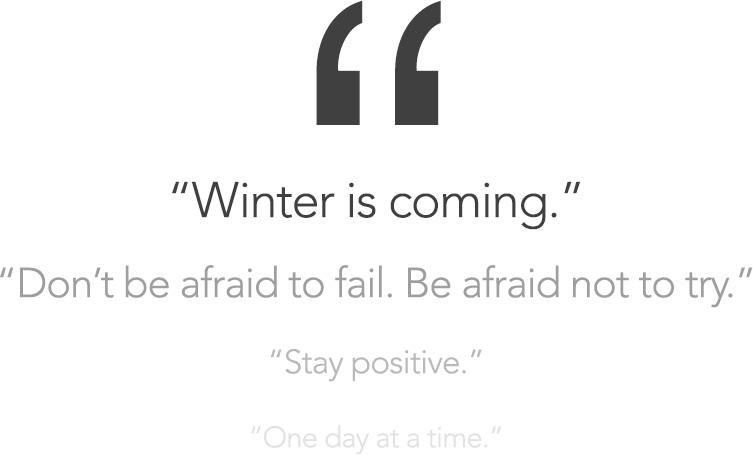 “
“Winter is coming.”
“Don’t be afraid to fail. Be afraid not to try.”
“Stay positive.”
“One day at a time.”